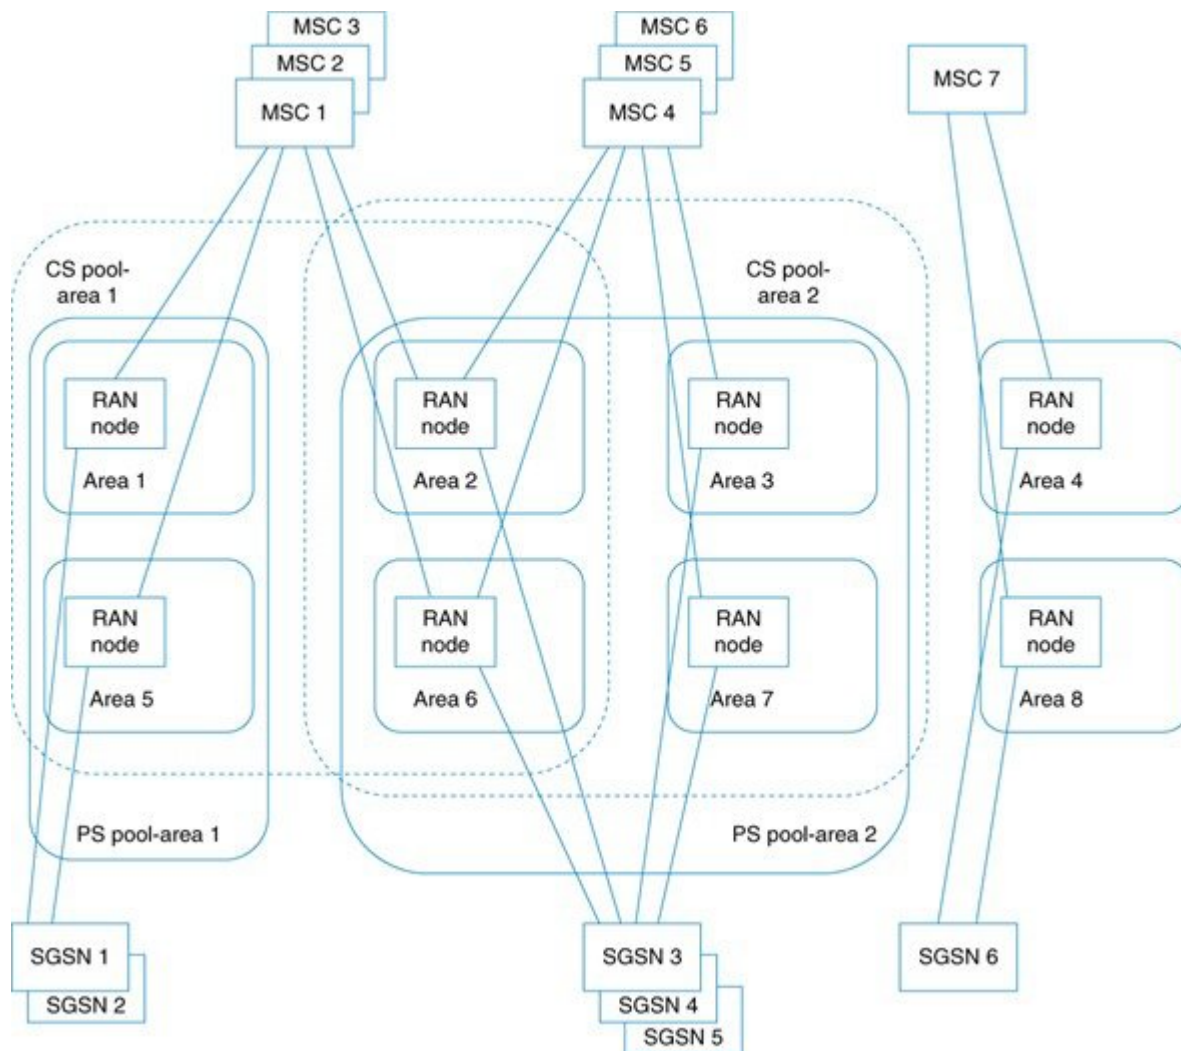 MSC 3
MSC 6
MSC 2
MSC 5
MSC 7
MSC 1
MSC 4
CS pool-
area 1
CS pool-
area 2
RAN
node
RAN
node
RAN
node
RAN
node
Area 1
Area 2
Area 3
Area 4
RAN
node
RAN
node
RAN
node
RAN
node
Area 5
Area 6
Area 7
Area 8
PS pool-area 1
PS pool-area 2
SGSN 1
SGSN 3
SGSN 6
SGSN 2
SGSN 4
SGSN 5